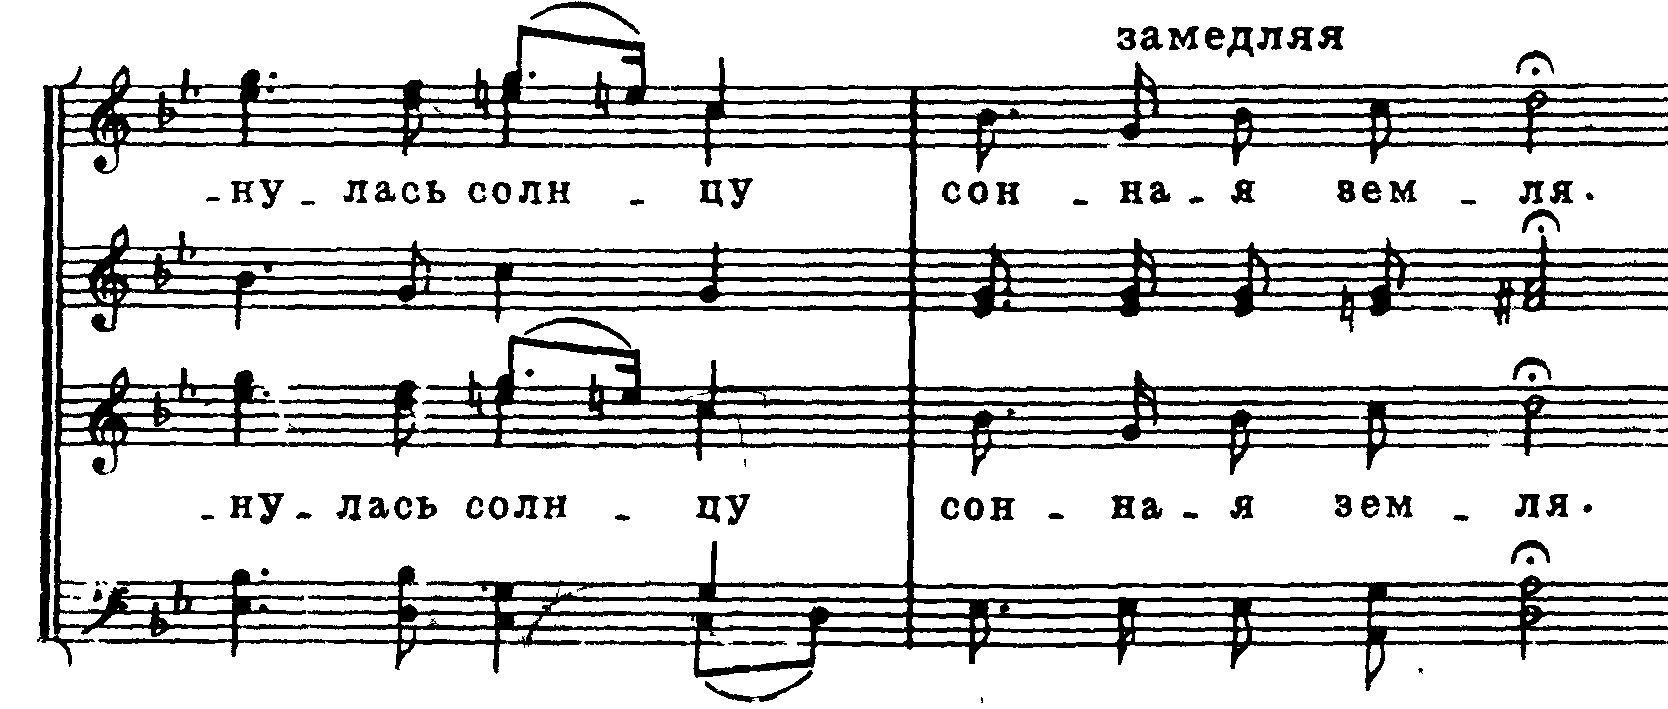 замедляя
-ну-лась солн - цу сон - на-я зем - ля.
-ну-лась солн - цу сон - на-я зем - ля.